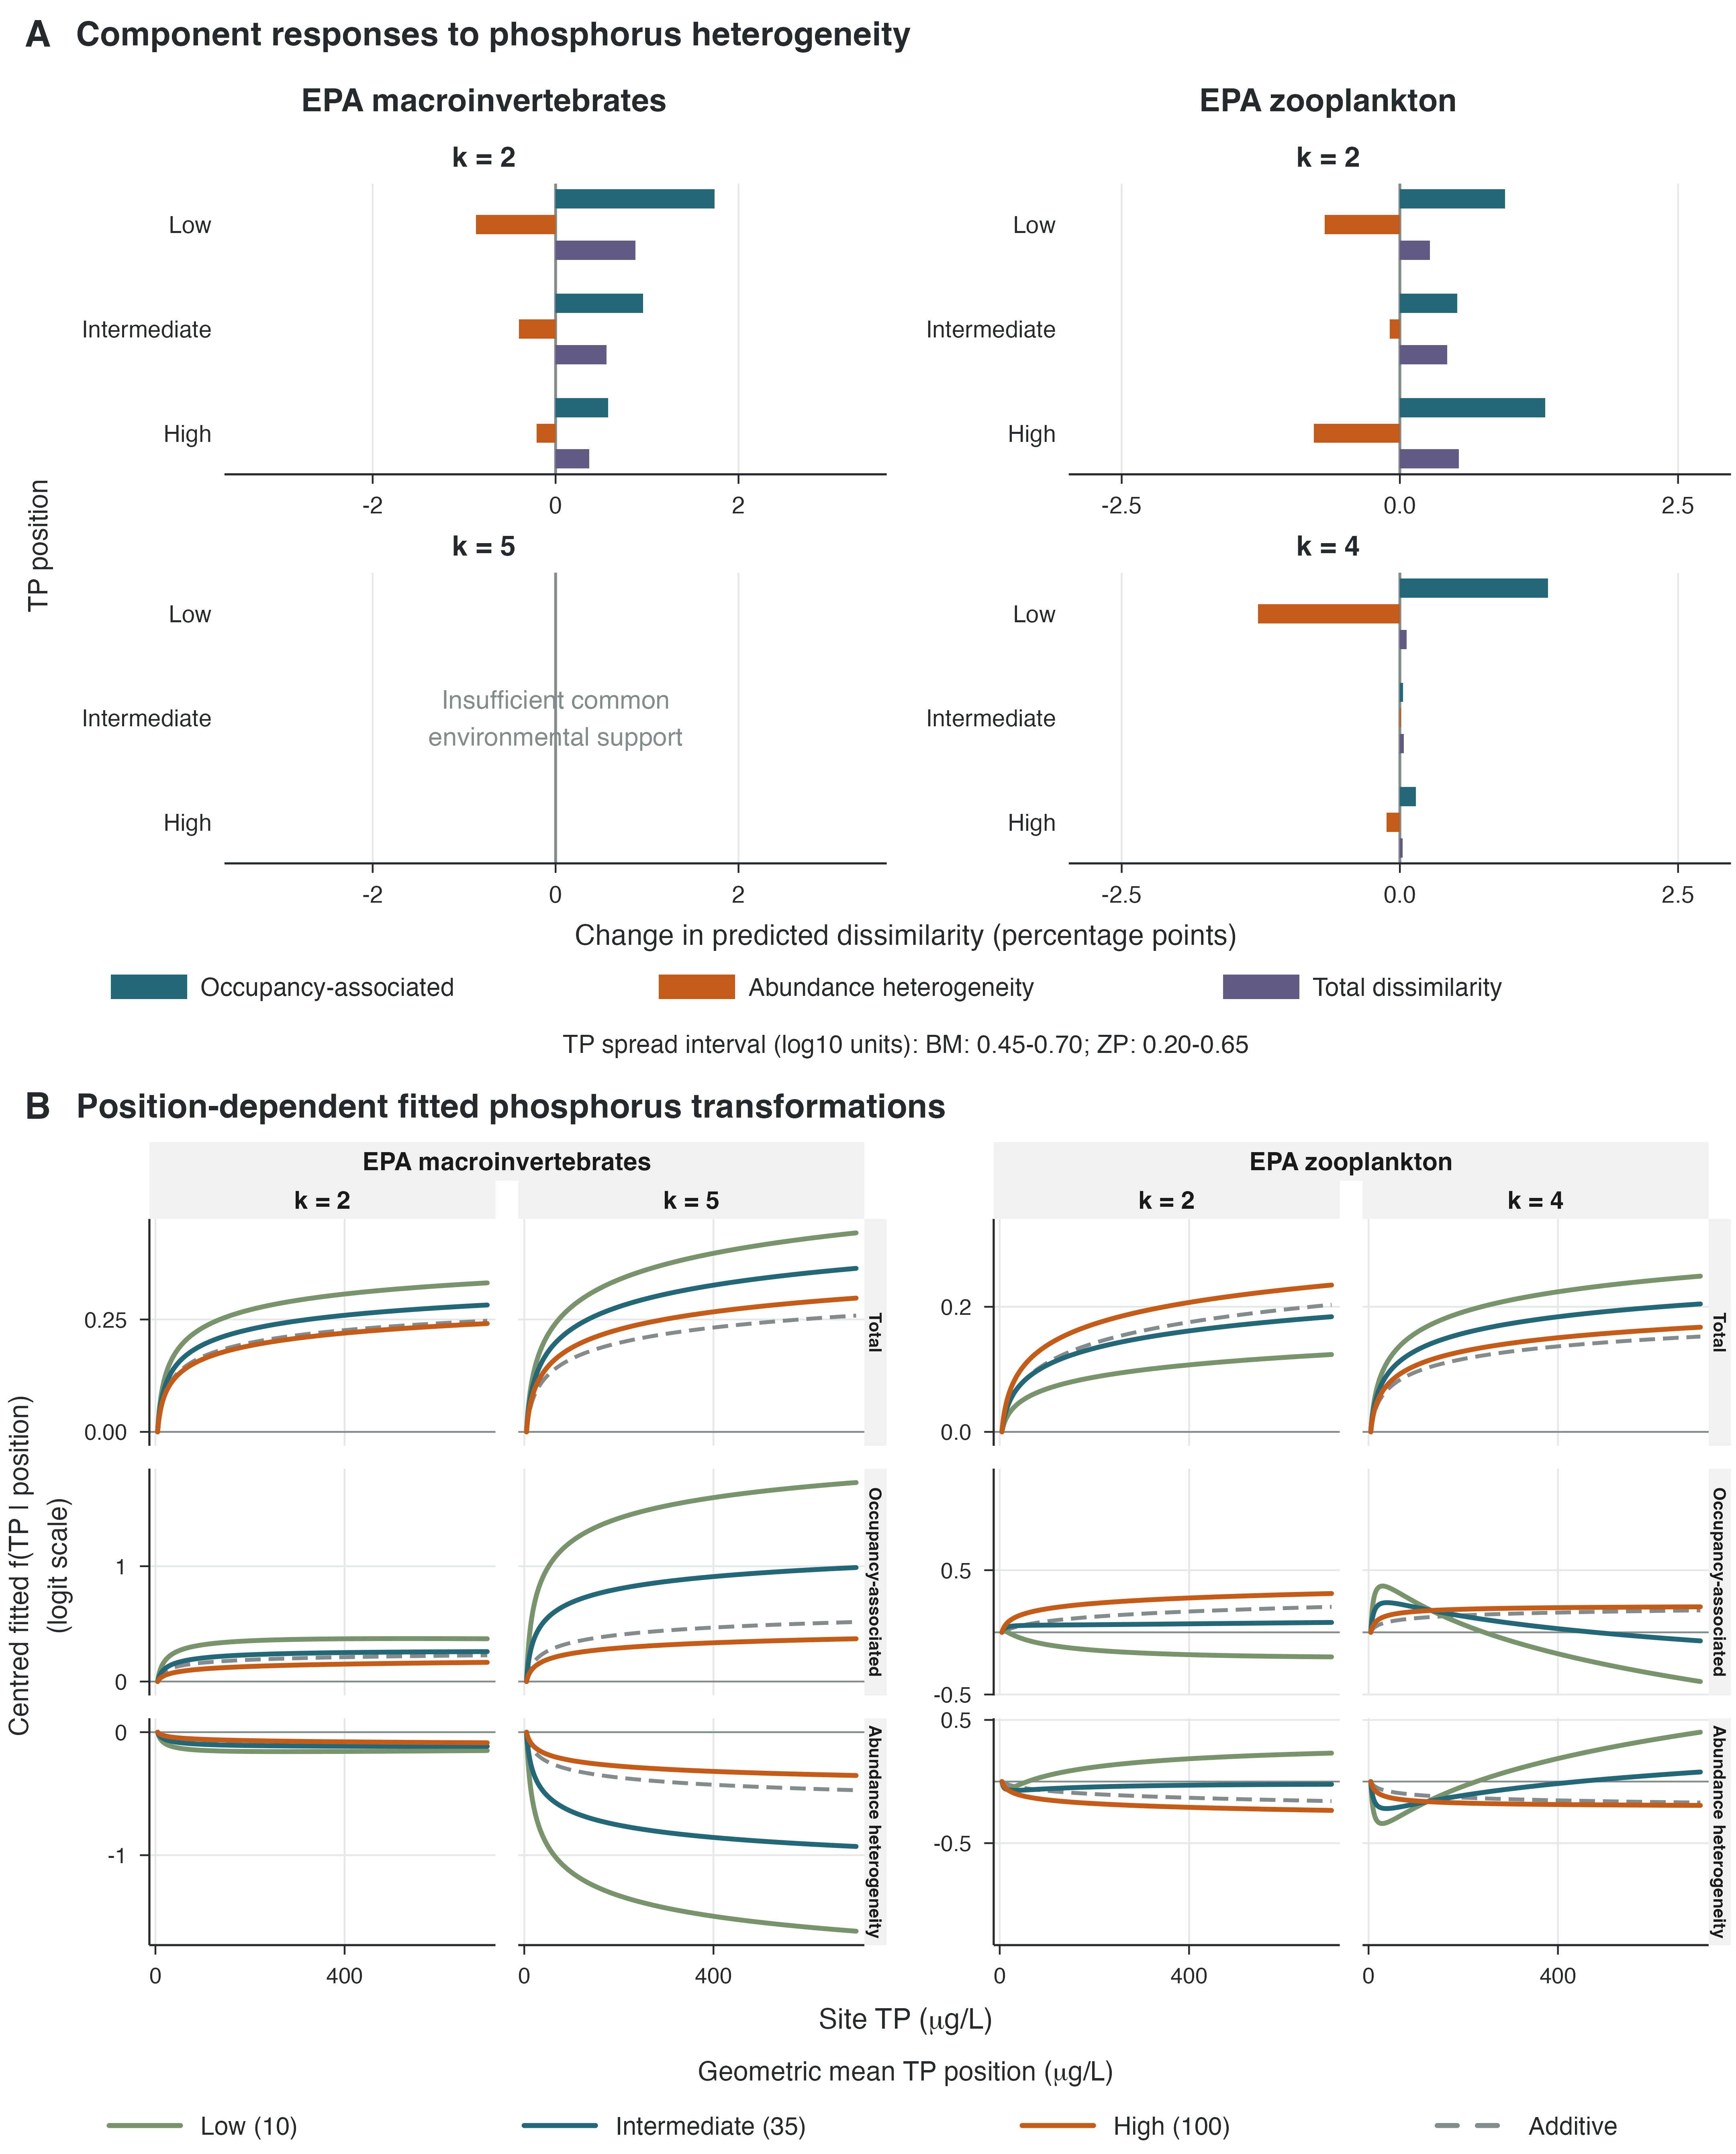 A Component responses to phosphorus heterogeneity
EPA macroinvertebrates
EPA zooplankton
k = 2
k = 2
Low
Intermediate
High
-2 0 2
Low
Intermediate
High
-2.5 0.0 2.5
TP position
k = 5
k = 4
Low
Intermediate
High
Insufficient common
environmental support
-2 0 2
Low
Intermediate
High
-2.5 0.0 2.5
Change in predicted dissimilarity (percentage points)
Occupancy-associated Abundance heterogeneity Total dissimilarity
TP spread interval (log10 units): BM: 0.45-0.70; ZP: 0.20-0.65
B Position-dependent fitted phosphorus transformations
EPA macroinvertebrates
EPA zooplankton
k = 2 k = 5
k = 2 k = 4
0.25
0.00
Total
0.2
0.0
Total
Centred fitted f(TP | position)
(logit scale)
1
0
Occupancy-associated
0.5
-0.5
Occupancy-associated
0
-1
Abundance heterogeneity
0.5
-0.5
Abundance heterogeneity
0 400 0 400
0 400 0 400
Site TP (μg/L)
Geometric mean TP position (μg/L)
Low (10) Intermediate (35) High (100) Additive